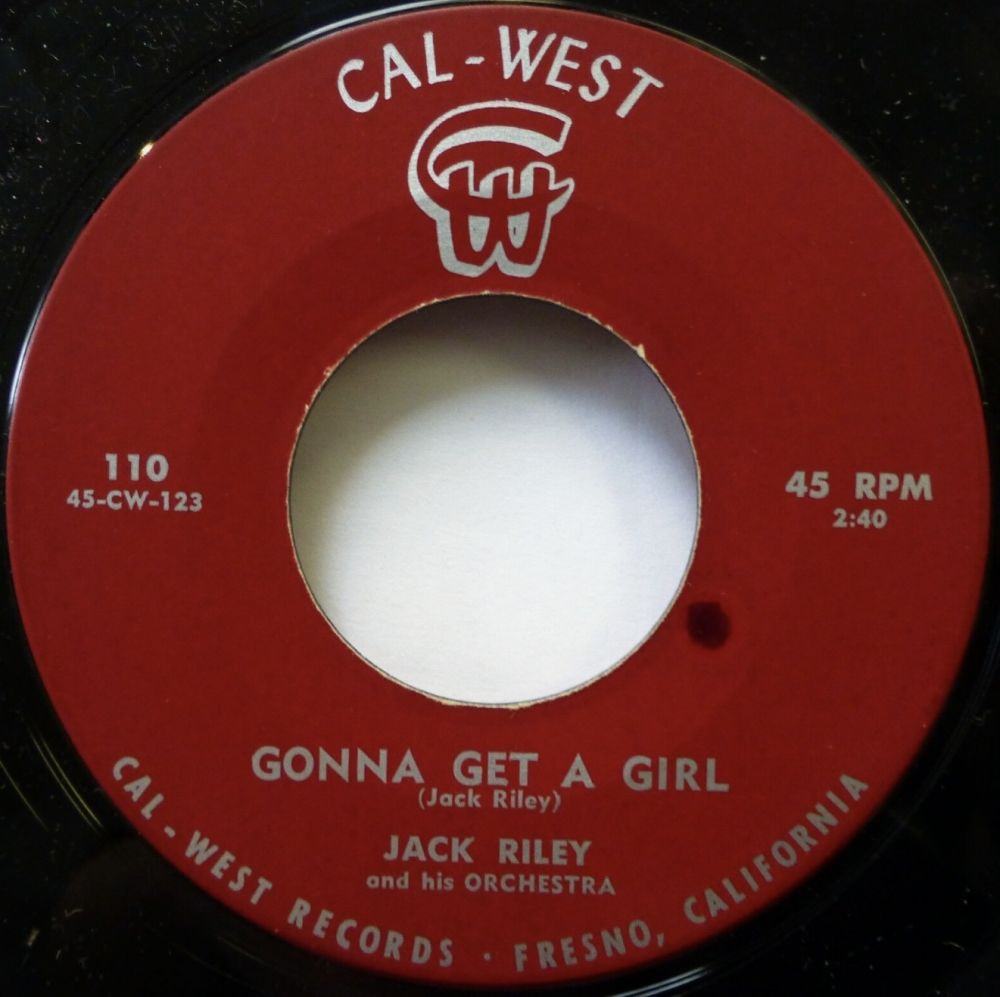 CAL-WEST
CW
110
45-CW-123
45 RPM
2:40
GONNA GET A GIRL
(Jack Riley)
JACK RILEY
and his ORCHESTRA
CAL-WEST RECORDS · FRESNO, CALIFORNIA